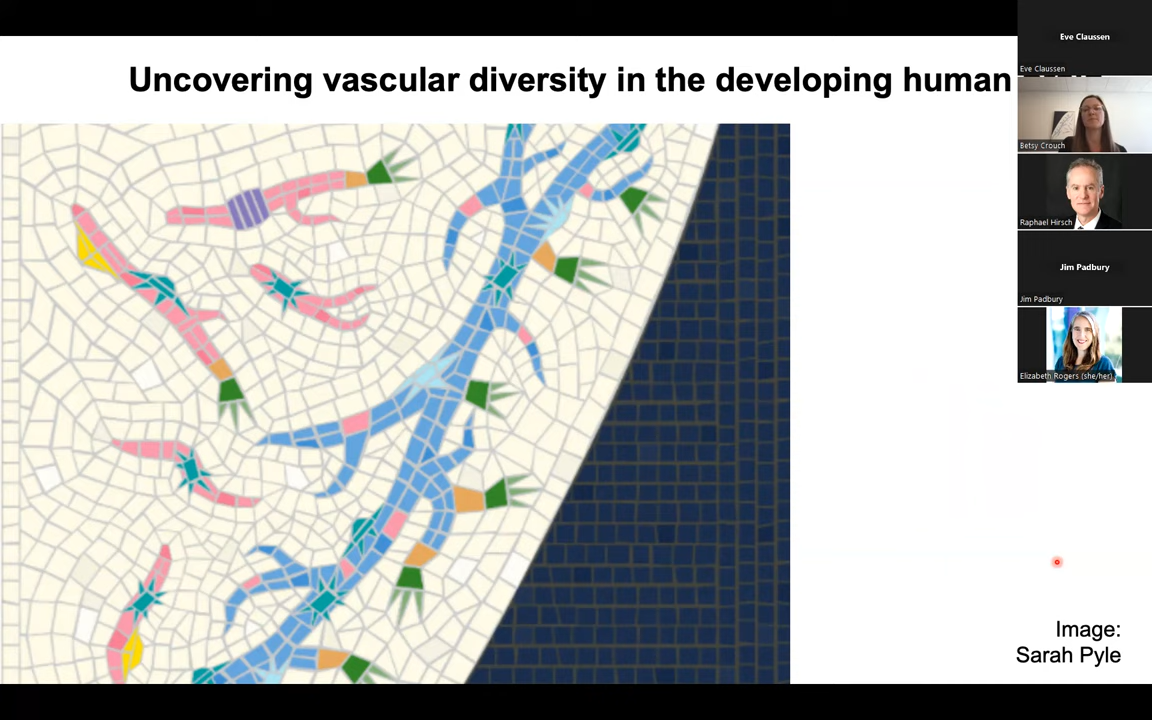 Uncovering vascular diversity in the developing human
Eve Claussen
Eve Claussen
Betsy Crouch
Raphael Hirsch
Jim Padbury
Jim Padbury
Elizabeth Rogers (she/her)
Image:
Sarah Pyle